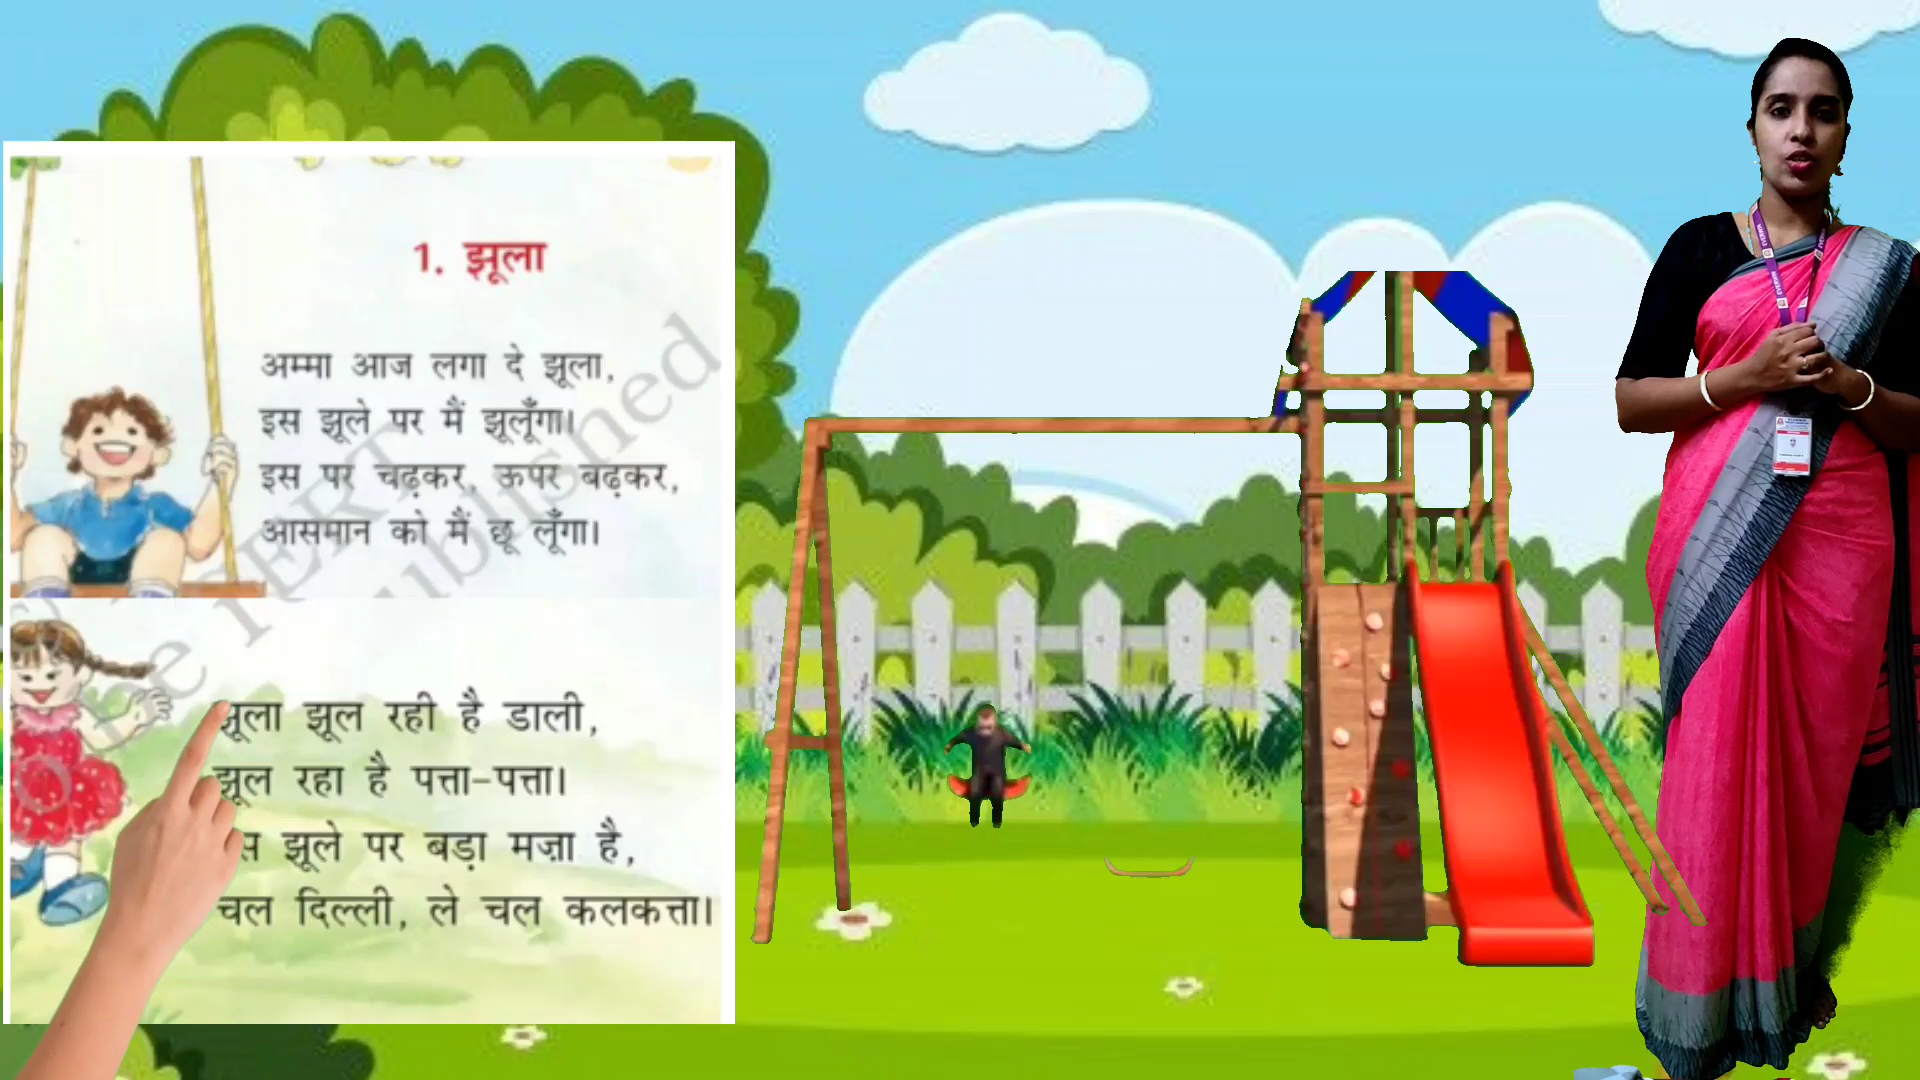 1. झूला
अम्मा आज लगा दे झूला,
इस झूले पर मैं झूलूँगा।
इस पर चढ़कर, ऊपर बढ़कर,
आसमान को मैं छू लूँगा।
झूला झूल रही है डाली,
झूल रहा है पत्ता-पत्ता।
झूले पर बड़ा मज़ा है,
चल दिल्ली, ले चल कलकत्ता।